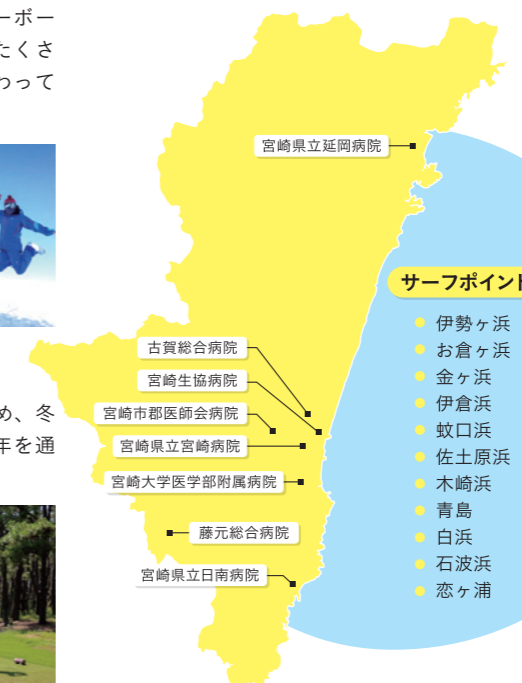 ーボー
たくさ
わって
め、冬
年を通
宮崎県立延岡病院
古賀総合病院
宮崎生協病院
宮崎市郡医師会病院
宮崎県立宮崎病院
宮崎大学医学部附属病院
藤元総合病院
宮崎県立日南病院
サーフポイント
伊勢ヶ浜
お倉ヶ浜
金ヶ浜
伊倉浜
蚊口浜
佐土原浜
木崎浜
青島
白浜
石波浜
恋ヶ浦